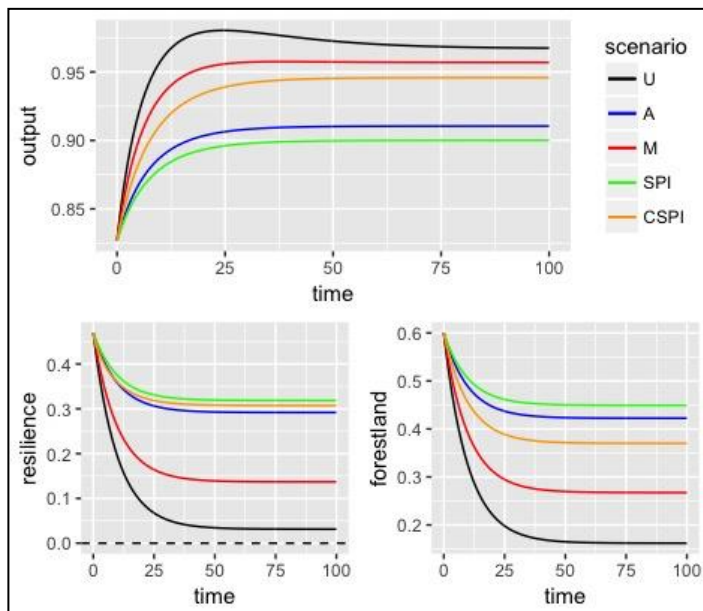 output
0.95
0.90
0.85
0 25 50 75 100
time
scenario
U
A
M
SPI
CSPI
resilience
0.4
0.3
0.2
0.1
0.0
0 25 50 75 100
time
forestland
0.6
0.5
0.4
0.3
0.2
0 25 50 75 100
time